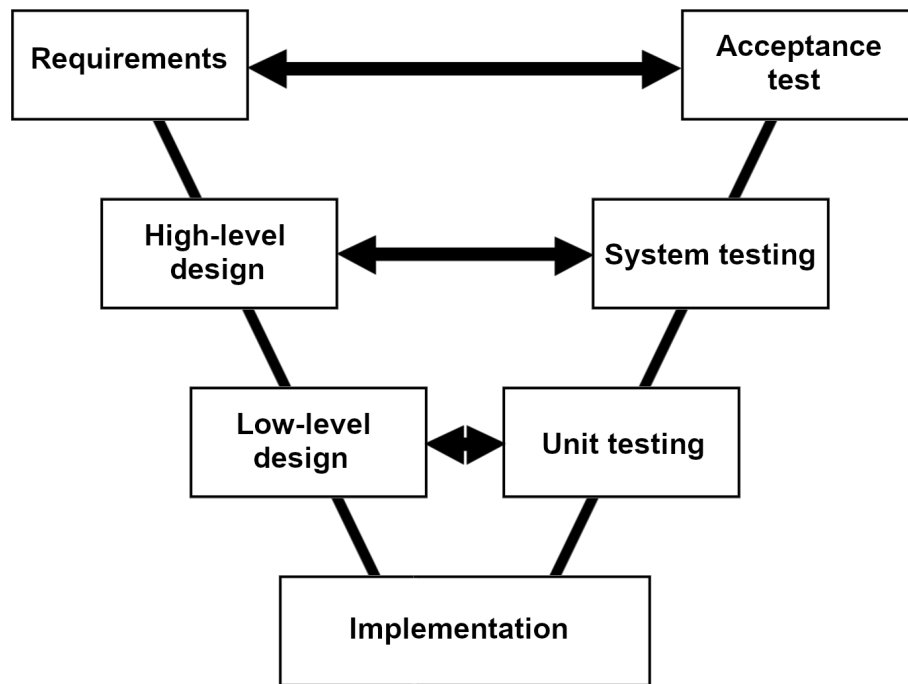 Requirements
Acceptance
test
High-level
design
System testing
Low-level
design
Unit testing
Implementation